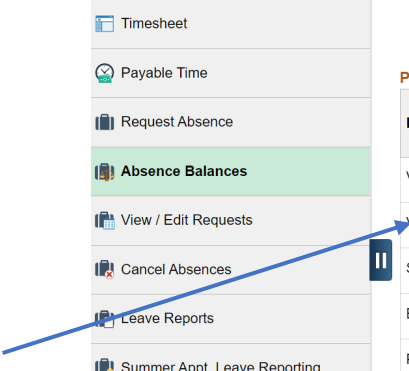 Timesheet
Payable Time
Request Absence
Absence Balances
View / Edit Requests
Cancel Absences
Leave Reports
Summer Appt. Leave Reporting